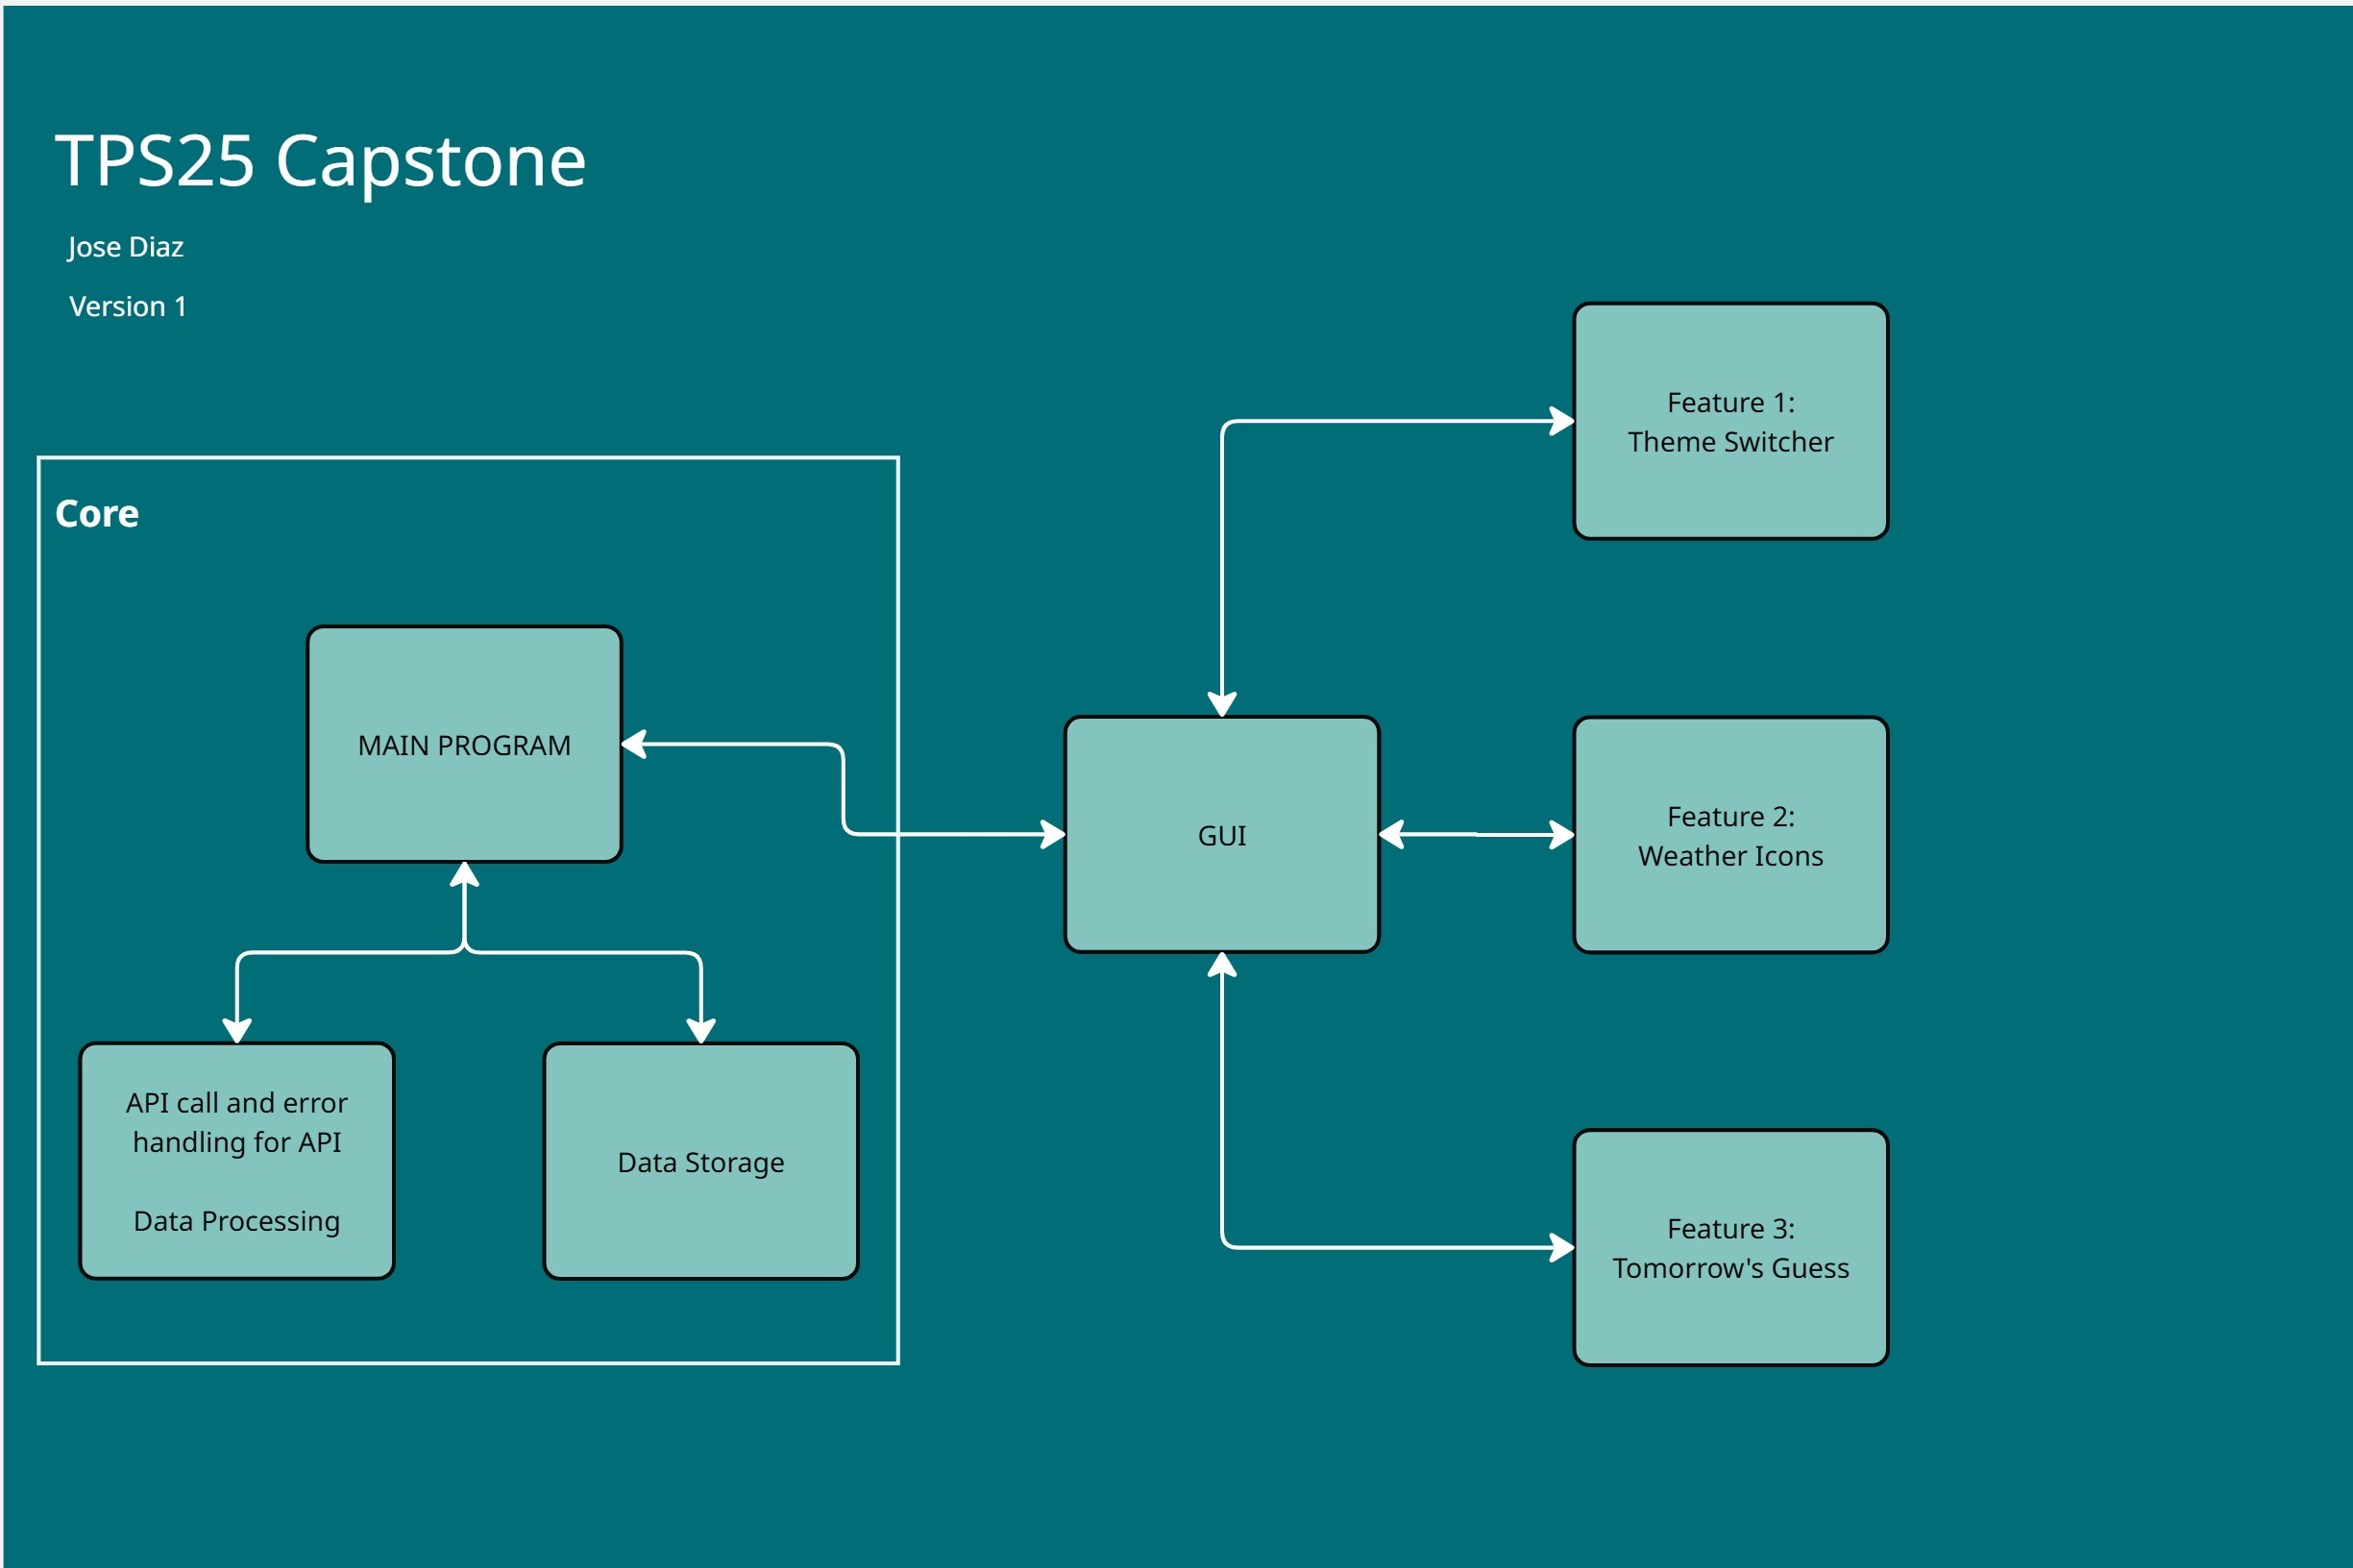 TPS25 Capstone
Jose Diaz
Version 1
Core
MAIN PROGRAM
API call and error
handling for API
Data Processing
Data Storage
GUI
Feature 1:
Theme Switcher
Feature 2:
Weather Icons
Feature 3:
Tomorrow's Guess